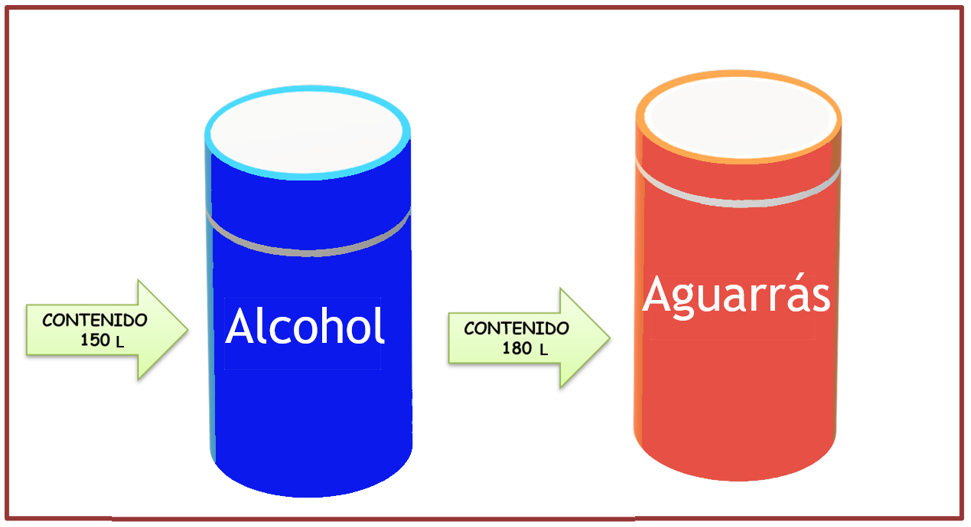 CONTENIDO
150 L
Alcohol
CONTENIDO
180 L
Aguarrás